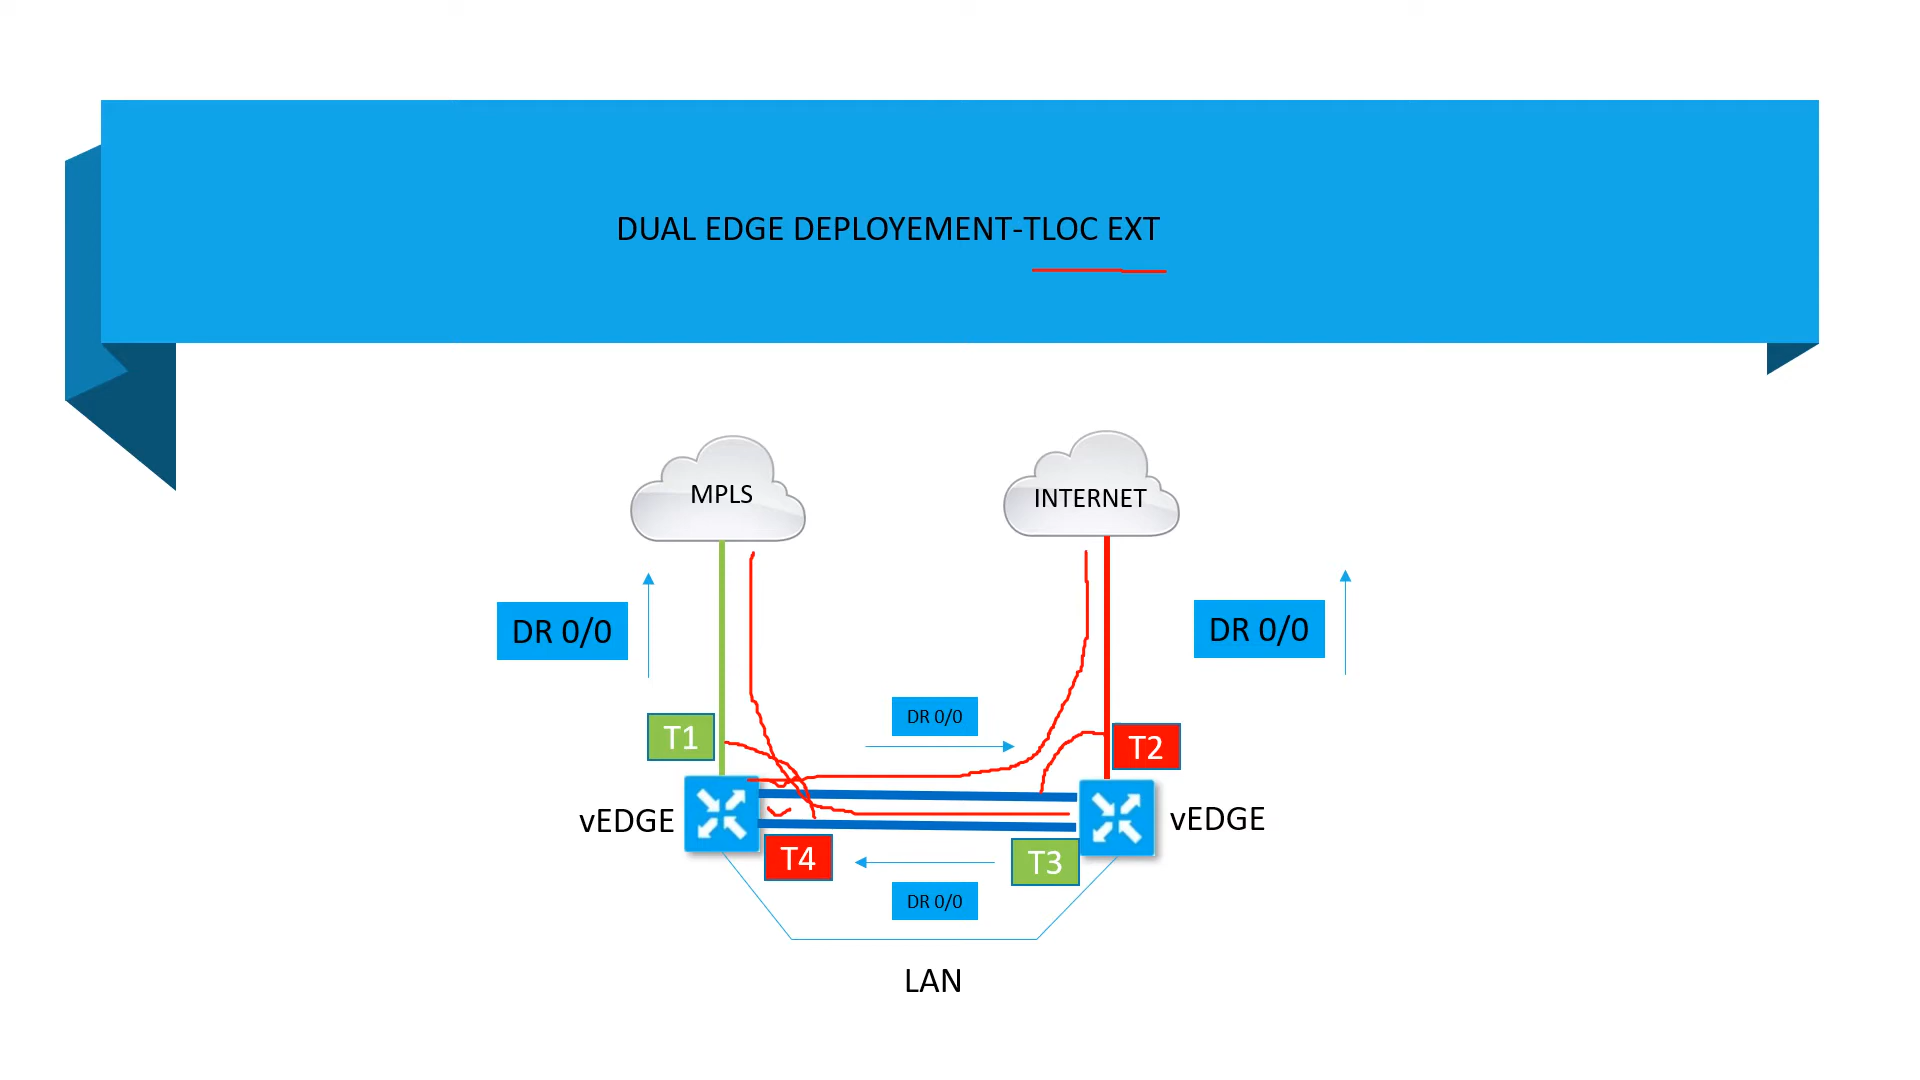 DUAL EDGE DEPLOYEMENT-TLOC EXT
MPLS
INTERNET
DR 0/0
DR 0/0
DR 0/0
T1
T2
vEDGE
vEDGE
T4
T3
DR 0/0
LAN